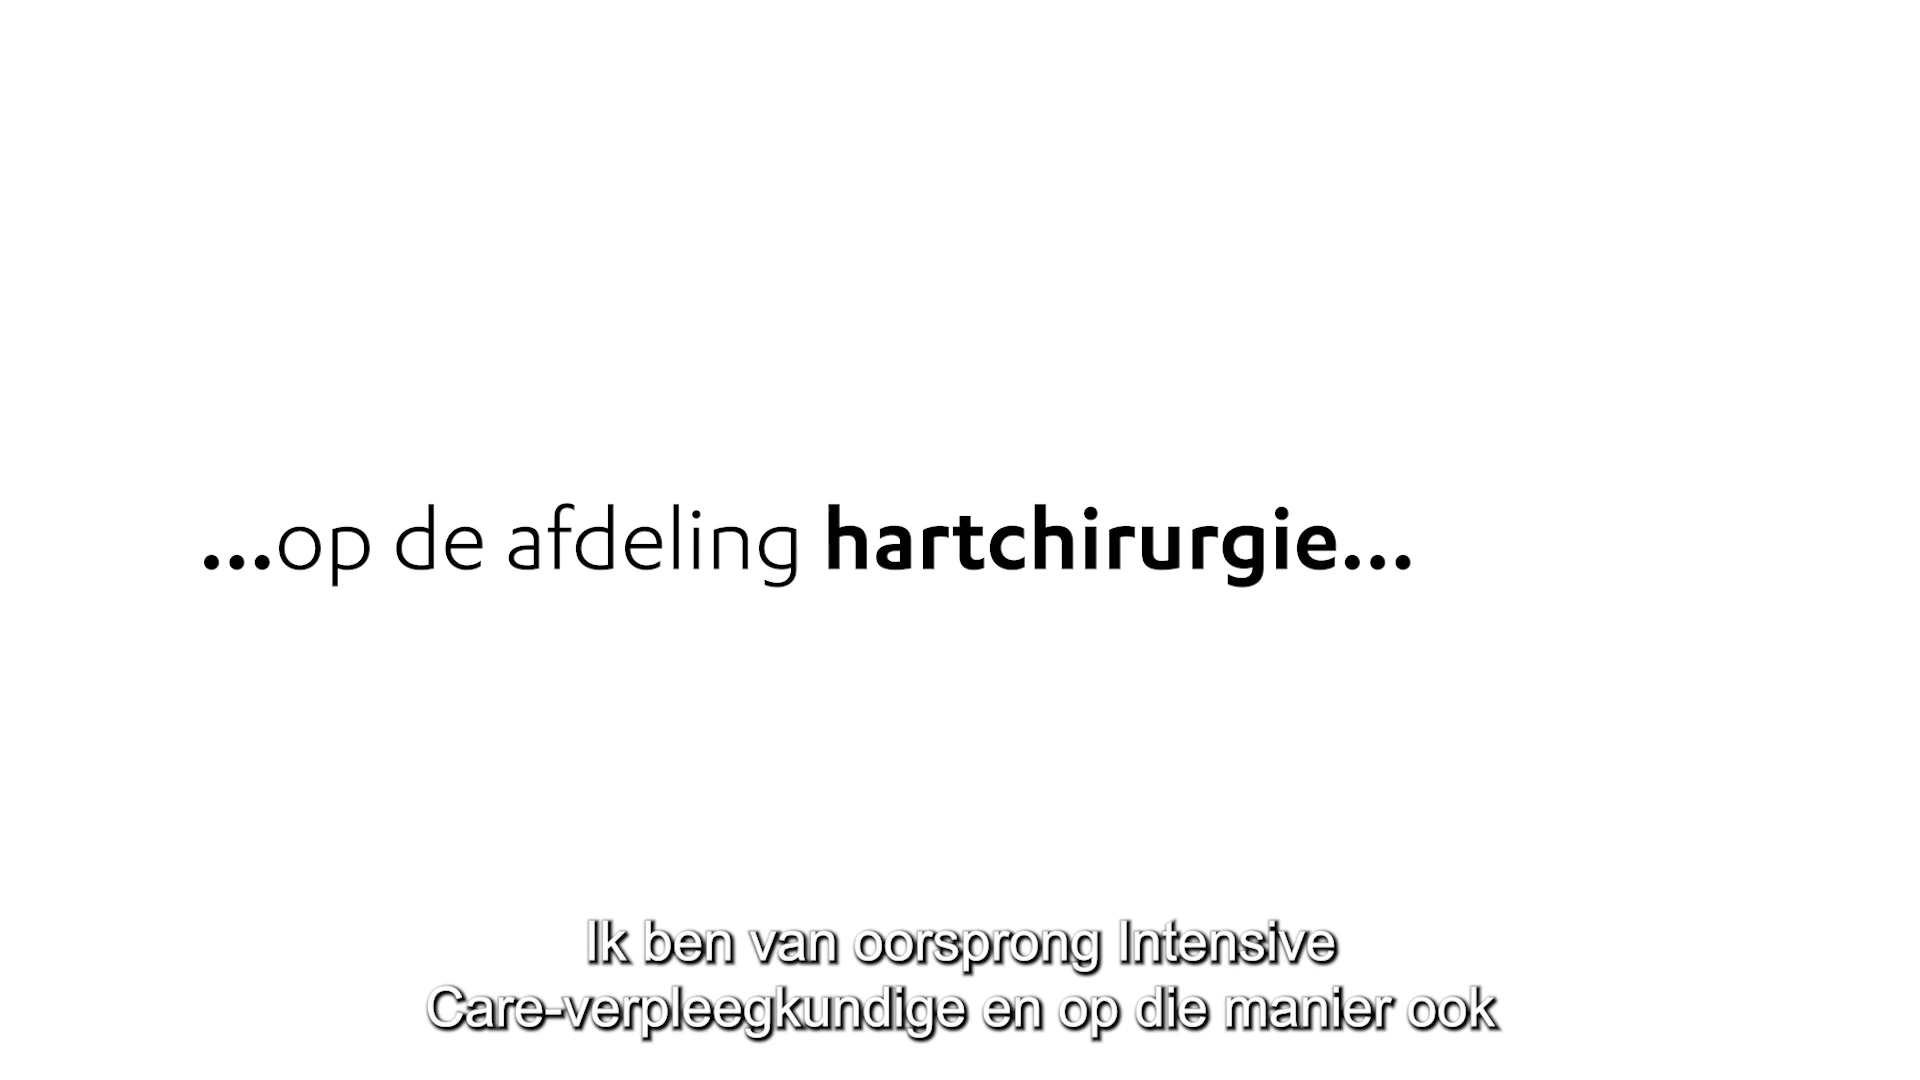 ...op de afdeling hartchirurgie...
Ik ben van oorsprong Intensive
Care-verpleegkundige en op die manier ook